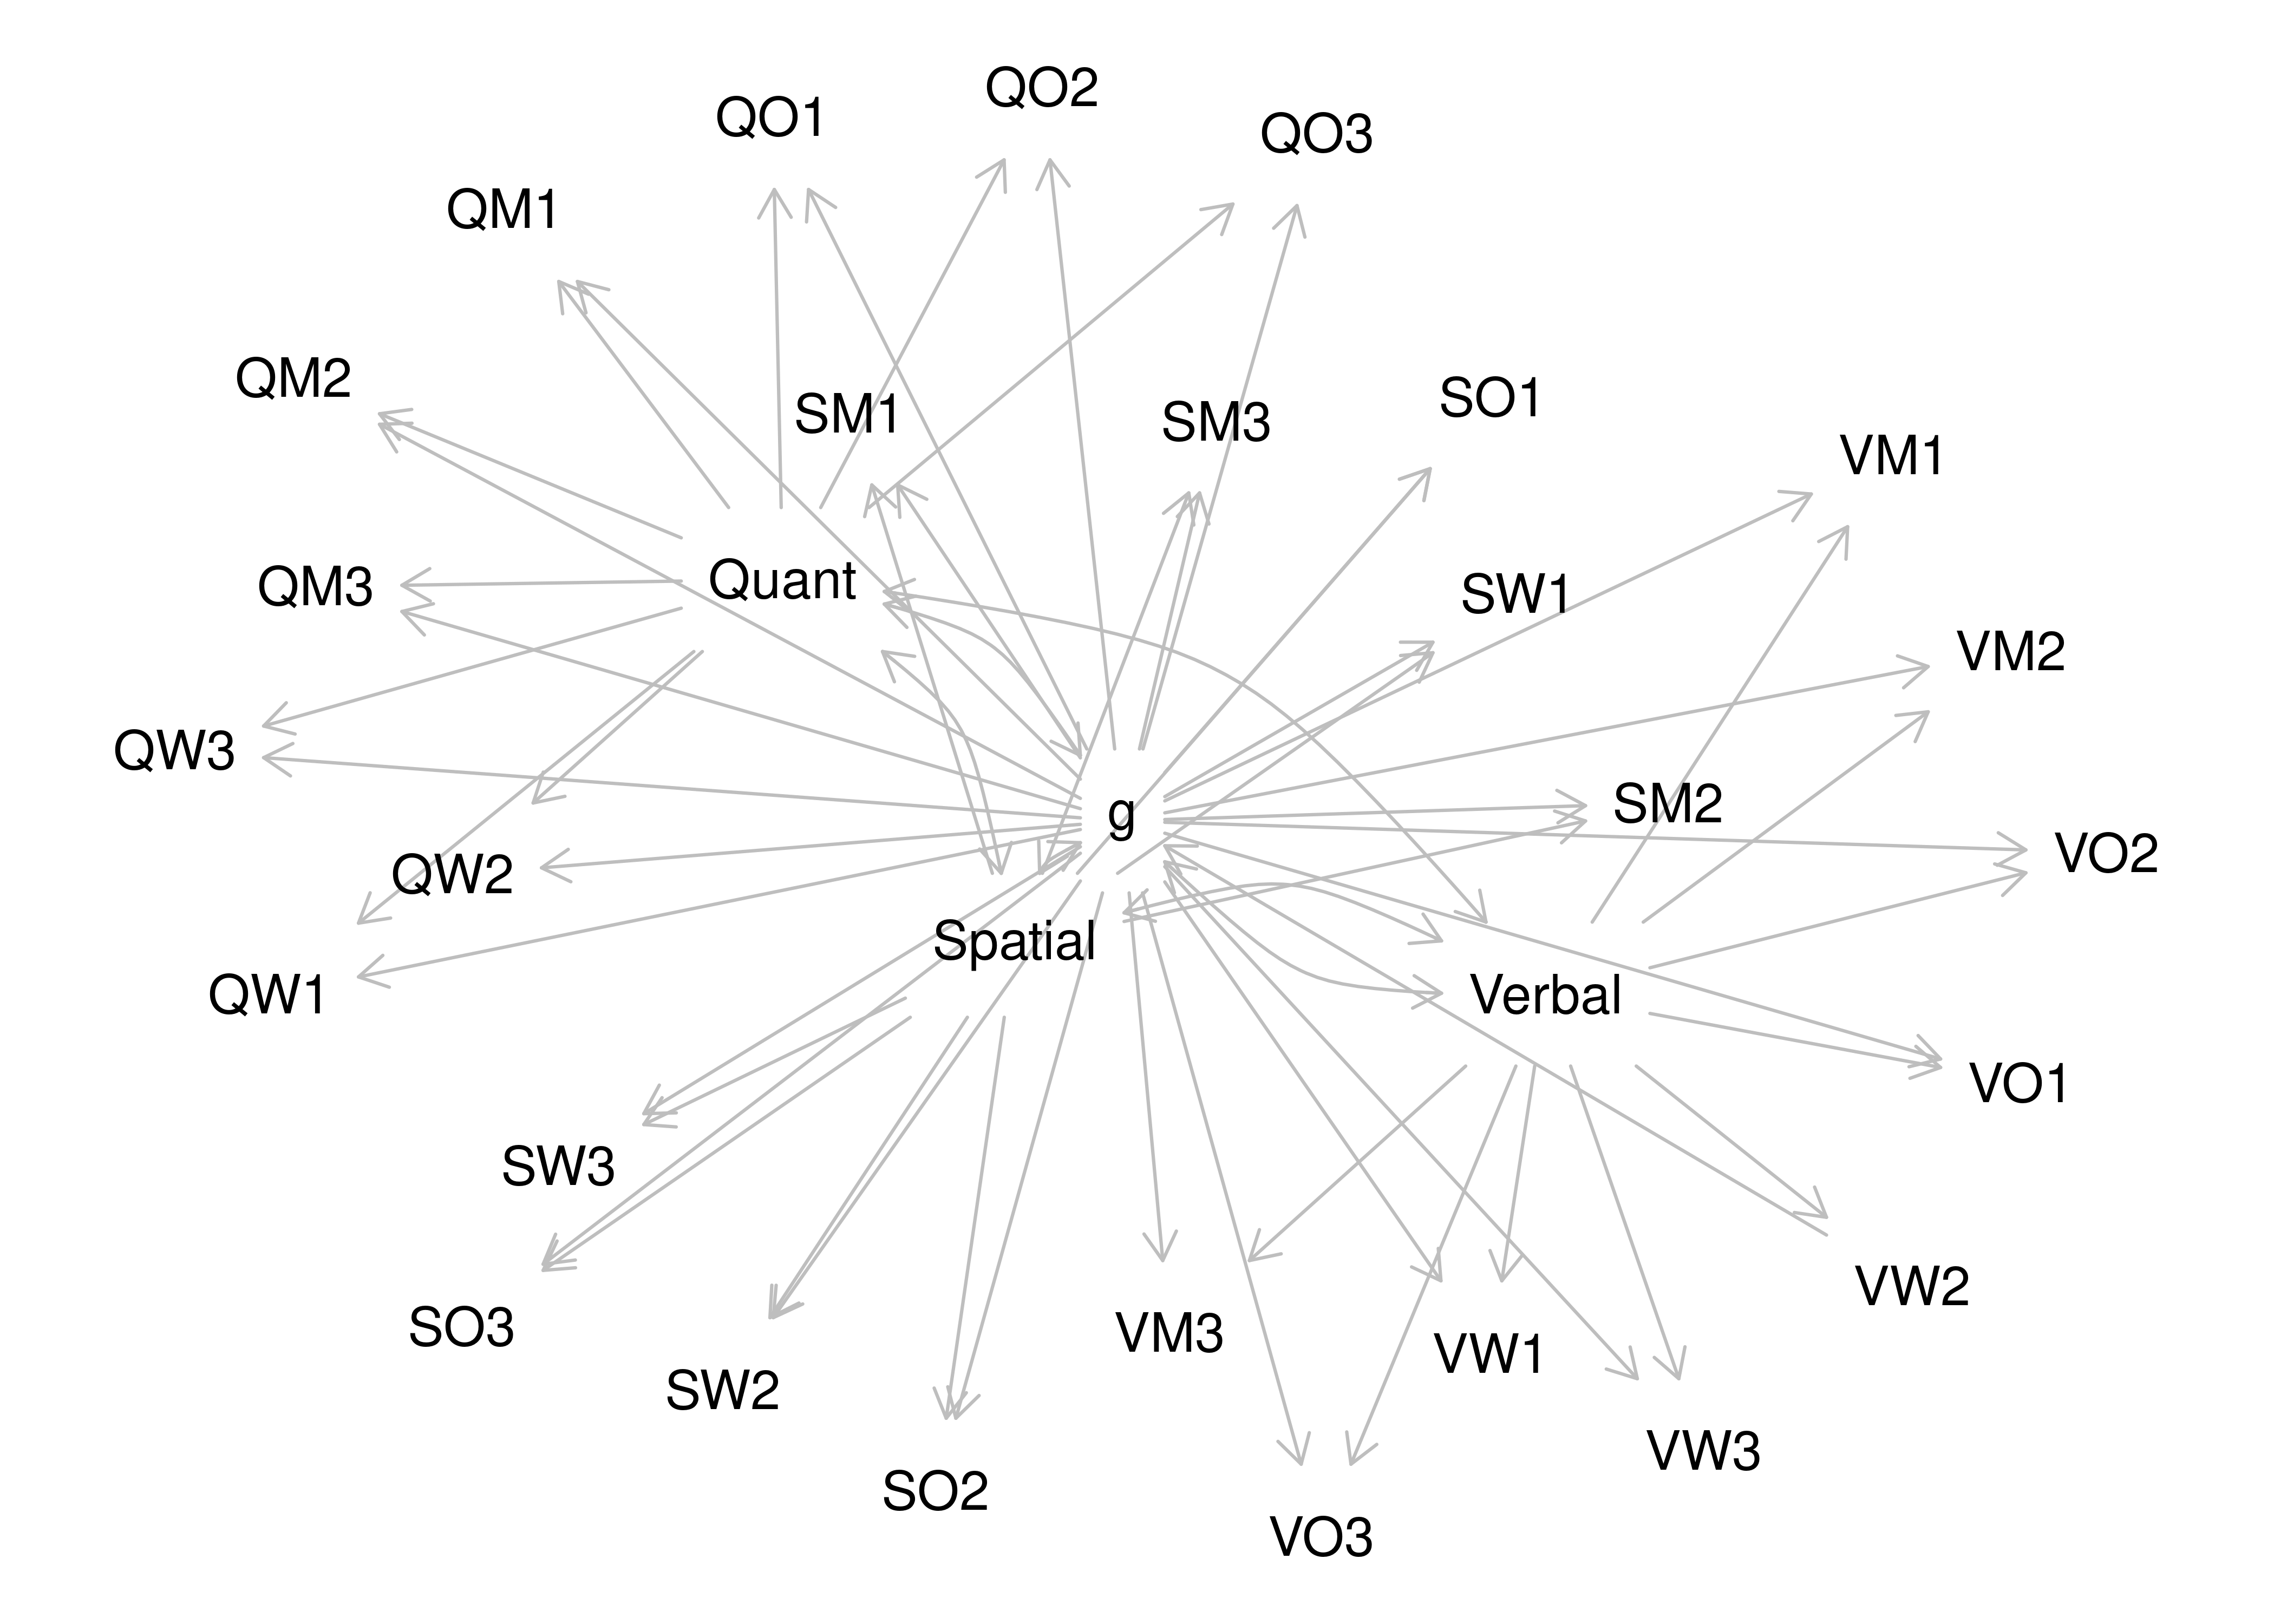 QO2
QO1
QO3
QM1
QM2
SO1
SM1
SM3
VM1
Quant
QM3
SW1
VM2
QW3
SM2
g
VO2
QW2
Spatial
QW1
Verbal
VO1
SW3
VW2
SO3
VM3
VW1
SW2
VW3
SO2
VO3